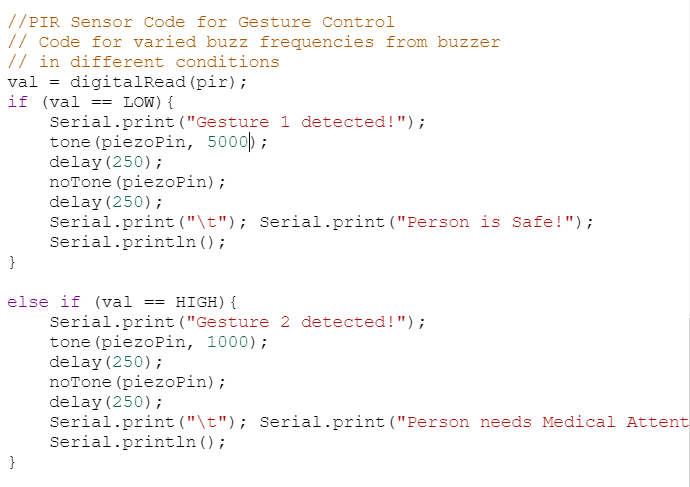 //PIR Sensor Code for Gesture Control
// Code for varied buzz frequencies from buzzer
// in different conditions
val = digitalRead(pir);
if (val == LOW){
    Serial.print("Gesture 1 detected!");
    tone(piezoPin, 5000);
    delay(250);
    noTone(piezoPin);
    delay(250);
    Serial.print("\t"); Serial.print("Person is Safe!");
    Serial.println();
}

else if (val == HIGH){
    Serial.print("Gesture 2 detected!");
    tone(piezoPin, 1000);
    delay(250);
    noTone(piezoPin);
    delay(250);
    Serial.print("\t"); Serial.print("Person needs Medical Attent
    Serial.println();
}